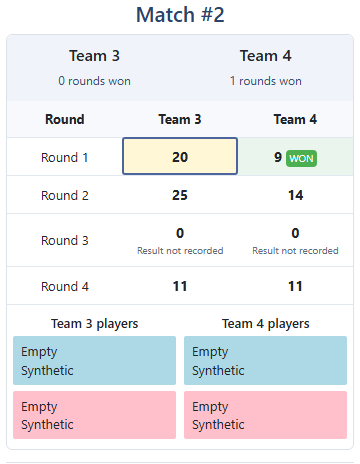 Match #2
Team 3 Team 4
0 rounds won 1 rounds won
Round Team 3 Team 4
Round 1 20 9 WON
Round 2 25 14
Round 3 0 0
Result not recorded Result not recorded
Round 4 11 11
Team 3 players Team 4 players
Empty Empty
Synthetic Synthetic
Empty Empty
Synthetic Synthetic